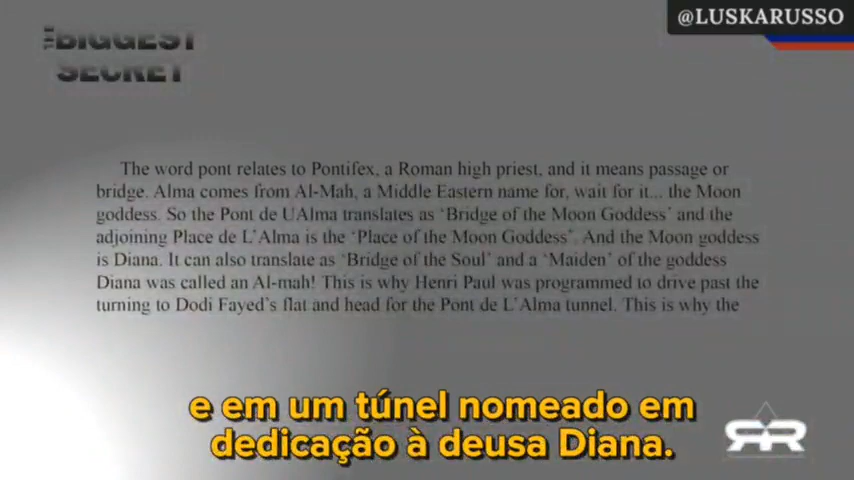 @LUSKARUSSO
THE
BIGGEST
SECRET
The word pont relates to Pontifex, a Roman high priest, and it means passage or
bridge. Alma comes from Al-Mah, a Middle Eastern name for, wait for it... the Moon
goddess. So the Pont de UAlma translates as ‘Bridge of the Moon Goddess’ and the
adjoining Place de L’Alma is the ‘Place of the Moon Goddess’. And the Moon goddess
is Diana. It can also translate as ‘Bridge of the Soul’ and a ‘Maiden’ of the goddess
Diana was called an Al-mah! This is why Henri Paul was programmed to drive past the
turning to Dodi Fayed’s flat and head for the Pont de L’Alma tunnel. This is why the
e em um túnel nomeado em
dedicação à deusa Diana.